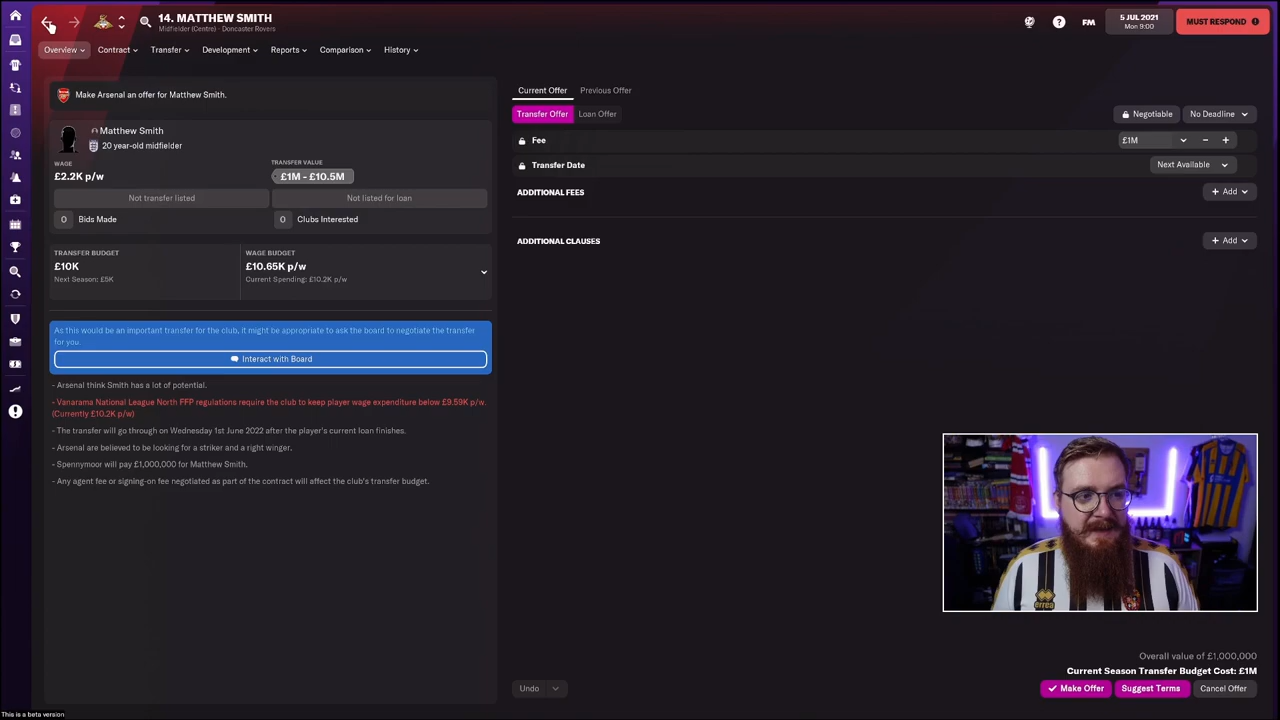 14. MATTHEW SMITH
Midfielder (Centre) - Doncaster Rovers
FM
5 JUL 2021
Mon 9:00
MUST RESPOND
Overview
Contract
Transfer
Development
Reports
Comparison
History
Make Arsenal an offer for Matthew Smith.
Matthew Smith
20 year-old midfielder
WAGE
£2.2K p/w
TRANSFER VALUE
£1M - £10.5M
Not transfer listed
Not listed for loan
0 Bids Made
0 Clubs Interested
TRANSFER BUDGET
£10K
Next Season: £5K
WAGE BUDGET
£10.65K p/w
Current Spending: £10.2K p/w
As this would be an important transfer for the club, it might be appropriate to ask the board to negotiate the transfer
for you.
Interact with Board
- Arsenal think Smith has a lot of potential.
- Vanarama National League North FFP regulations require the club to keep player wage expenditure below £9.59K p/w.
(Currently £10.2K p/w)
- The transfer will go through on Wednesday 1st June 2022 after the player's current loan finishes.
- Arsenal are believed to be looking for a striker and a right winger.
- Spennymoor will pay £1,000,000 for Matthew Smith.
- Any agent fee or signing-on fee negotiated as part of the contract will affect the club's transfer budget.
Current Offer
Previous Offer
Transfer Offer
Loan Offer
Negotiable
No Deadline
Fee
£1M
Transfer Date
Next Available
ADDITIONAL FEES
+ Add
ADDITIONAL CLAUSES
+ Add
errea
Overall value of £1,000,000
Current Season Transfer Budget Cost: £1M
Undo
Make Offer
Suggest Terms
Cancel Offer
This is a beta version